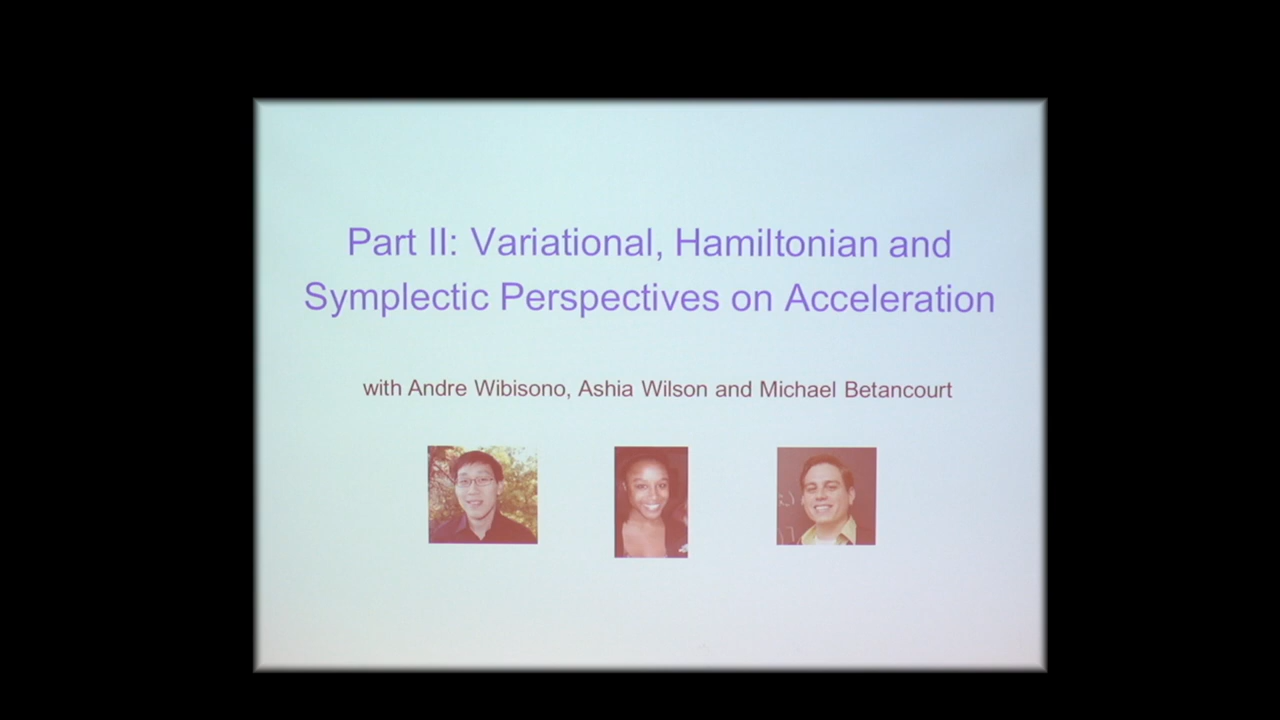 Part II: Variational, Hamiltonian and
Symplectic Perspectives on Acceleration
with Andre Wibisono, Ashia Wilson and Michael Betancourt